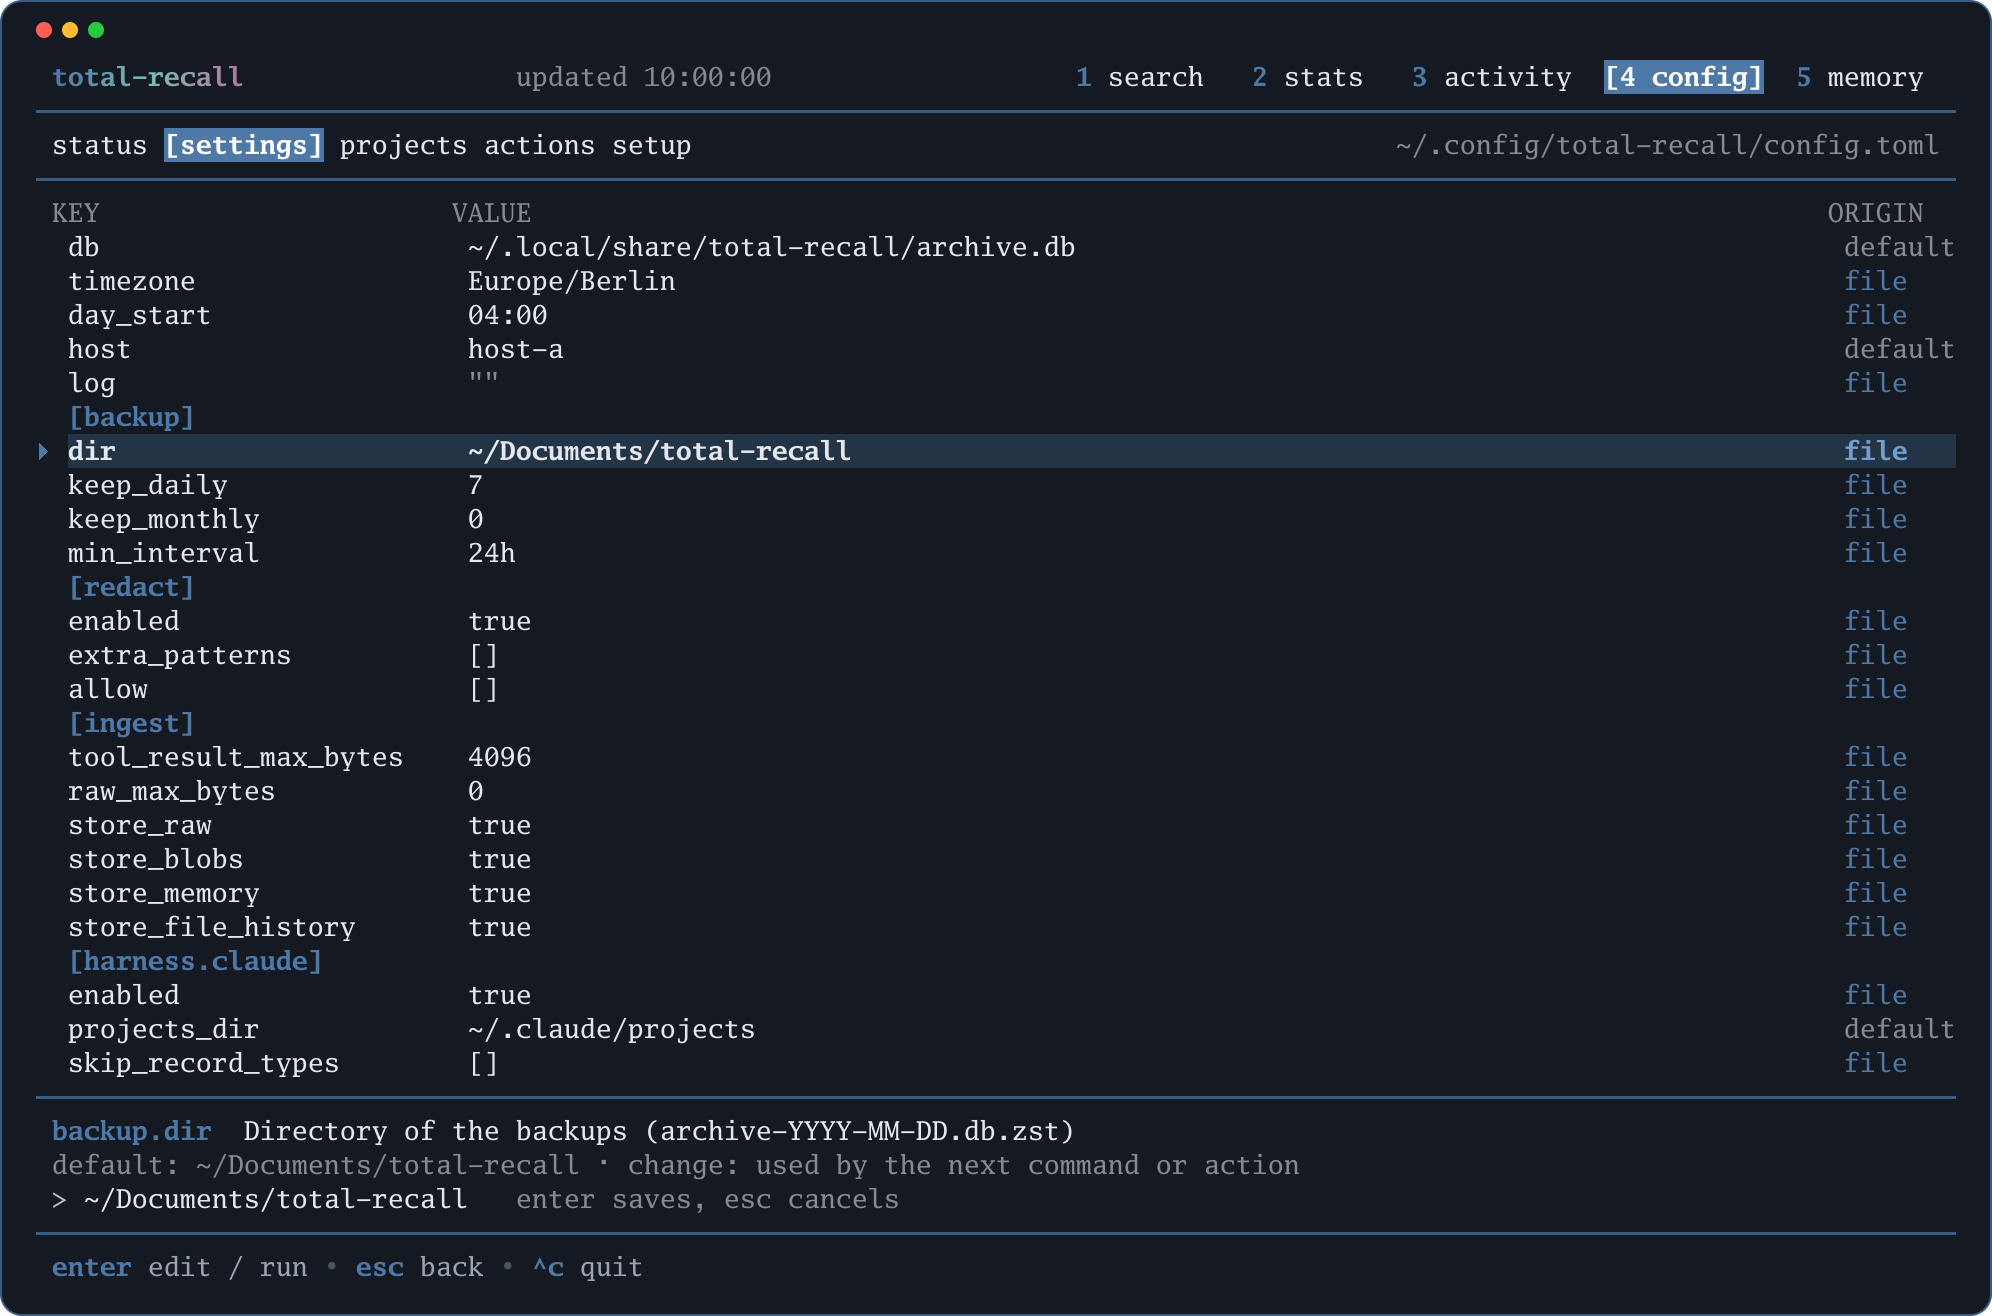 total-recall updated 10:00:00 1 search 2 stats 3 activity [4 config] 5 memory
status [settings] projects actions setup ~/.config/total-recall/config.toml
KEY VALUE ORIGIN
db ~/.local/share/total-recall/archive.db default
timezone Europe/Berlin file
day_start 04:00 file
host host-a default
log "" file
[backup]
dir ~/Documents/total-recall file
keep_daily 7 file
keep_monthly 0 file
min_interval 24h file
[redact]
enabled true file
extra_patterns [] file
allow [] file
[ingest]
tool_result_max_bytes 4096 file
raw_max_bytes 0 file
store_raw true file
store_blobs true file
store_memory true file
store_file_history true file
[harness.claude]
enabled true file
projects_dir ~/.claude/projects default
skip_record_types [] file
backup.dir Directory of the backups (archive-YYYY-MM-DD.db.zst)
default: ~/Documents/total-recall · change: used by the next command or action
> ~/Documents/total-recall enter saves, esc cancels
enter edit / run • esc back • ^c quit